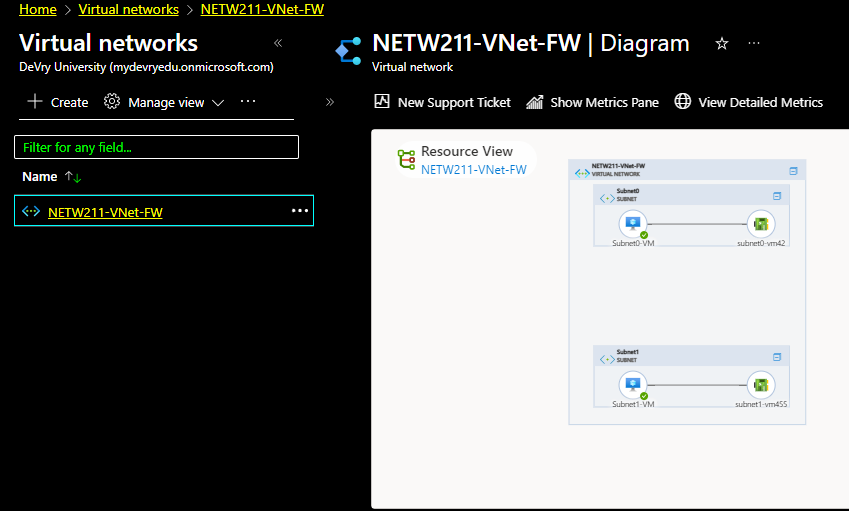 Home > Virtual networks > NETW211-VNet-FW
Virtual networks
DeVry University (mydevryedu.onmicrosoft.com)
Create Manage view
Filter for any field...
Name
NETW211-VNet-FW
NETW211-VNet-FW | Diagram
Virtual network
New Support Ticket Show Metrics Pane View Detailed Metrics
Resource View
NETW211-VNet-FW
NETW211-VNet-FW
VIRTUAL NETWORK
Subnet0
SUBNET
Subnet0-VM subnet0-vm42
Subnet1
SUBNET
Subnet1-VM subnet1-vm455